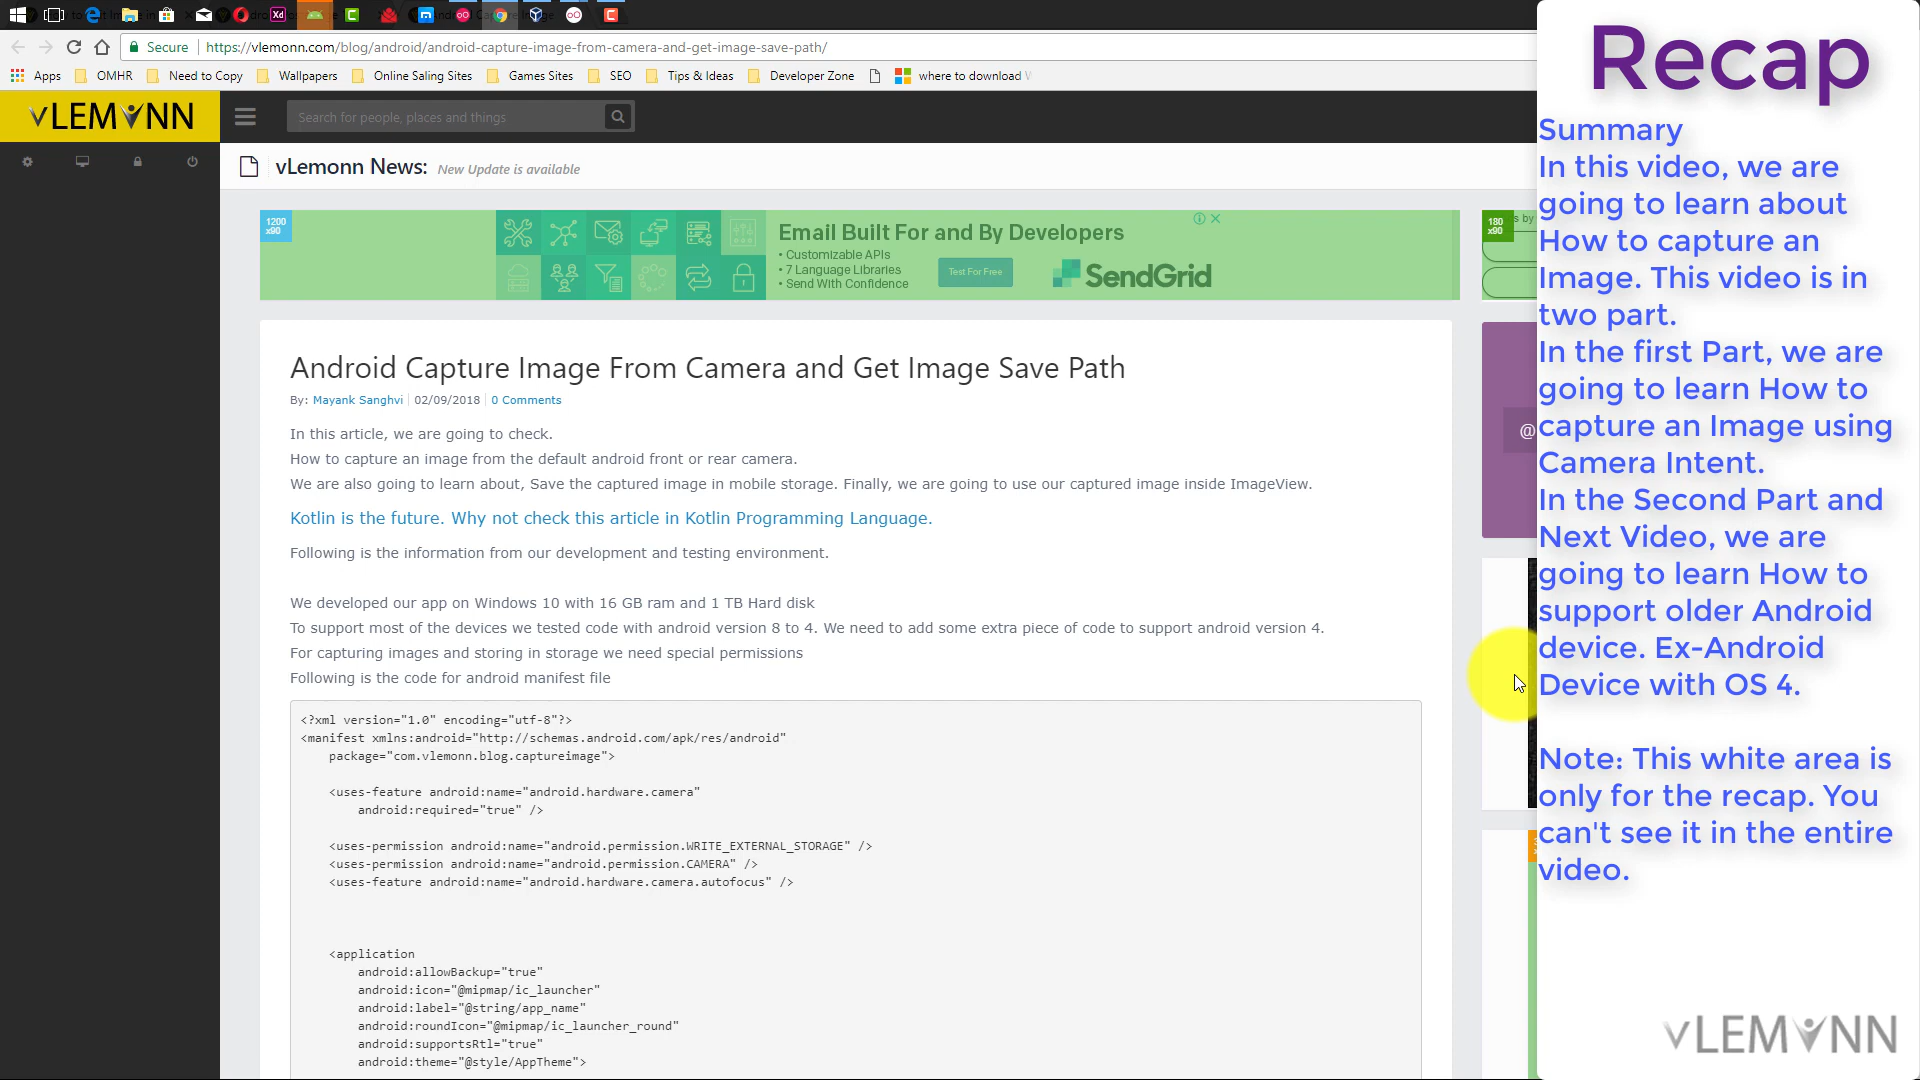 Secure
https://vlemonn.com/blog/android/android-capture-image-from-camera-and-get-image-save-path/
Apps OMHR Need to Copy Wallpapers Online Saling Sites Games Sites SEO Tips & Ideas Developer Zone where to download
vLEMONN
Search for people, places and things
vLemonn News: New Update is available
1200
x90
Email Built For and By Developers
• Customizable APIs
• 7 Language Libraries
• Send With Confidence
Test For Free
SendGrid
180
x90
s by
Android Capture Image From Camera and Get Image Save Path
By: Mayank Sanghvi 02/09/2018 0 Comments
In this article, we are going to check.
How to capture an image from the default android front or rear camera.
We are also going to learn about, Save the captured image in mobile storage. Finally, we are going to use our captured image inside ImageView.
Kotlin is the future. Why not check this article in Kotlin Programming Language.
Following is the information from our development and testing environment.
We developed our app on Windows 10 with 16 GB ram and 1 TB Hard disk
To support most of the devices we tested code with android version 8 to 4. We need to add some extra piece of code to support android version 4.
For capturing images and storing in storage we need special permissions
Following is the code for android manifest file
<?xml version="1.0" encoding="utf-8"?>
<manifest xmlns:android="http://schemas.android.com/apk/res/android"
package="com.vlemonn.blog.captureimage">
<uses-feature android:name="android.hardware.camera"
android:required="true" />
<uses-permission android:name="android.permission.WRITE_EXTERNAL_STORAGE" />
<uses-permission android:name="android.permission.CAMERA" />
<uses-feature android:name="android.hardware.camera.autofocus" />
<application
android:allowBackup="true"
android:icon="@mipmap/ic_launcher"
android:label="@string/app_name"
android:roundIcon="@mipmap/ic_launcher_round"
android:supportsRtl="true"
android:theme="@style/AppTheme">
@
Recap
Summary
In this video, we are
going to learn about
How to capture an
Image. This video is in
two part.
In the first Part, we are
going to learn How to
capture an Image using
Camera Intent.
In the Second Part and
Next Video, we are
going to learn How to
support older Android
device. Ex-Android
Device with OS 4.
Note: This white area is
only for the recap. You
can't see it in the entire
video.
vLEMONN